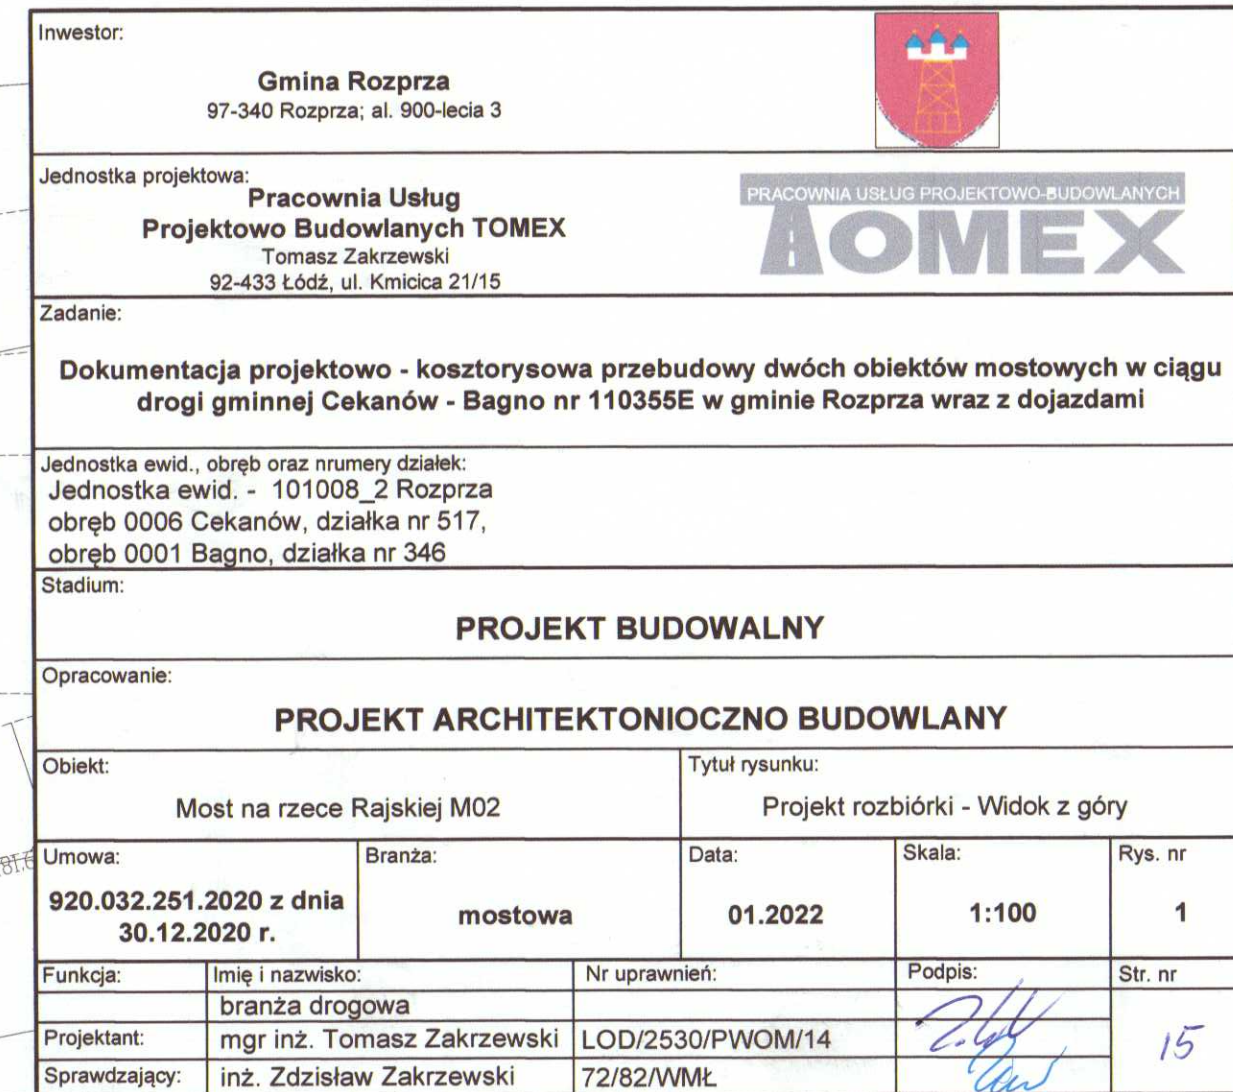 Inwestor:
Gmina Rozprza
97-340 Rozprza; al. 900-lecia 3
Jednostka projektowa:
Pracownia Usług
Projektowo Budowlanych TOMEX
Tomasz Zakrzewski
92-433 Łódź, ul. Kmicica 21/15
PRACOWNIA USŁUG PROJEKTOWO-BUDOWLANYCH
TOMEX
Zadanie:
Dokumentacja projektowo - kosztorysowa przebudowy dwóch obiektów mostowych w ciągu
drogi gminnej Cekanów - Bagno nr 110355E w gminie Rozprza wraz z dojazdami
Jednostka ewid., obręb oraz nrumery działek:
Jednostka ewid. - 101008_2 Rozprza
obręb 0006 Cekanów, działka nr 517,
obręb 0001 Bagno, działka nr 346
Stadium:
PROJEKT BUDOWALNY
Opracowanie:
PROJEKT ARCHITEKTONIOCZNO BUDOWLANY
Obiekt:
Most na rzece Rajskiej M02
Tytuł rysunku:
Projekt rozbiórki - Widok z góry
Umowa:
920.032.251.2020 z dnia
30.12.2020 r.
Branża:
mostowa
Data:
01.2022
Skala:
1:100
Rys. nr
1
Funkcja: Imię i nazwisko: Nr uprawnień: Podpis: Str. nr
branża drogowa
Projektant: mgr inż. Tomasz Zakrzewski LOD/2530/PWOM/14
15
Sprawdzający: inż. Zdzisław Zakrzewski 72/82/WMŁ